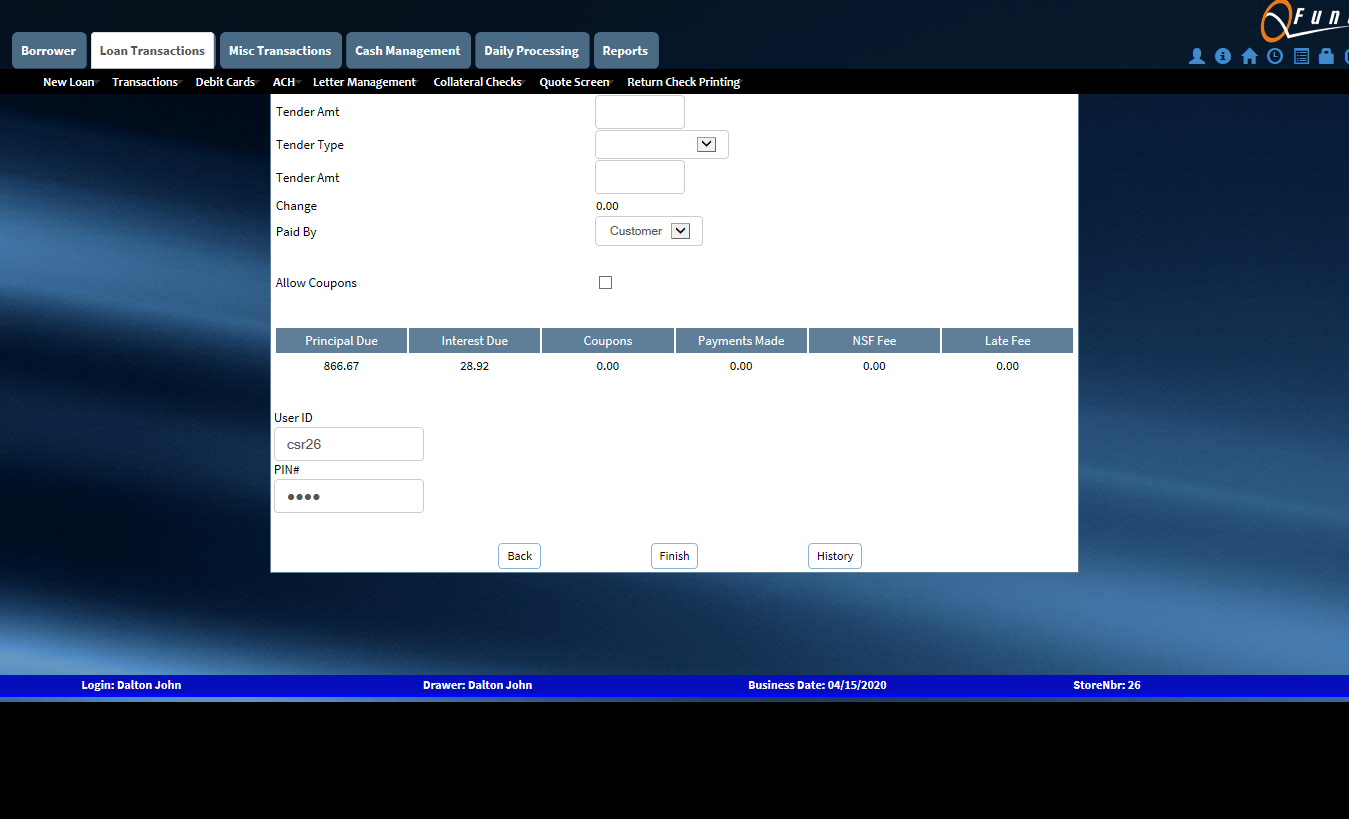 Fun
Borrower Loan Transactions Misc Transactions Cash Management Daily Processing Reports
New Loan Transactions Debit Cards ACH Letter Management Collateral Checks Quote Screen Return Check Printing
Tender Amt
Tender Type
Tender Amt
Change 0.00
Paid By Customer
Allow Coupons
Principal Due Interest Due Coupons Payments Made NSF Fee Late Fee
866.67 28.92 0.00 0.00 0.00 0.00
User ID
csr26
PIN#
••••
Back Finish History
Login: Dalton John Drawer: Dalton John Business Date: 04/15/2020 StoreNbr: 26